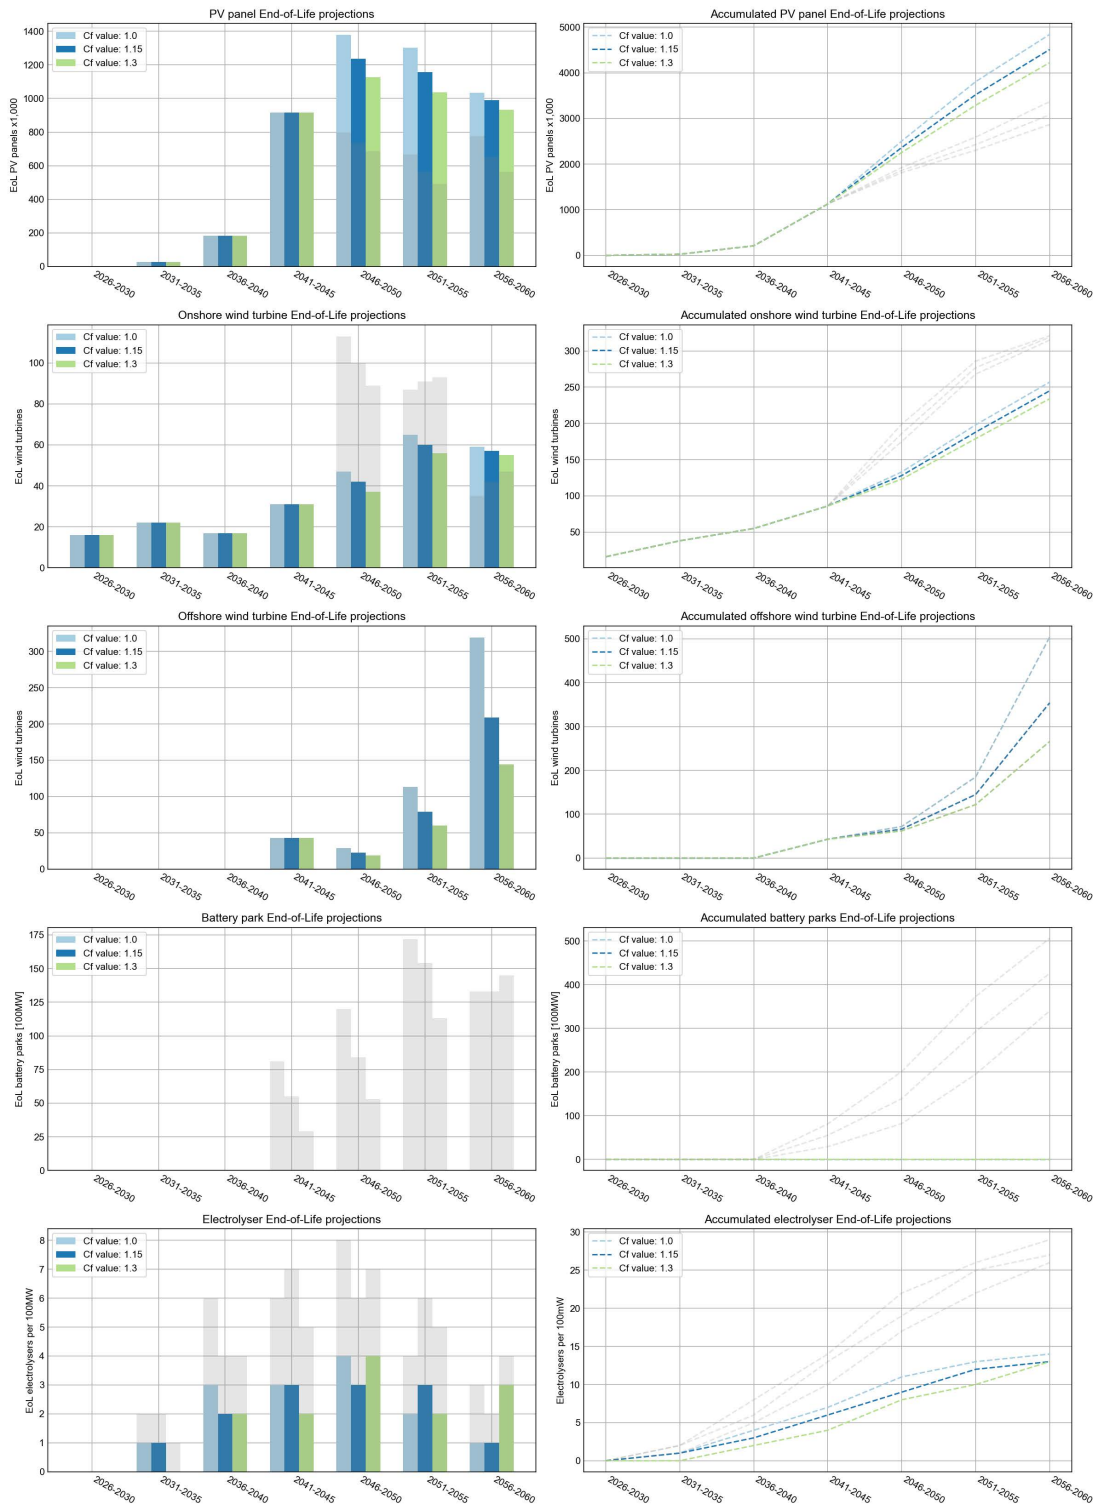 PV panel End-of-Life projections
EoL PV panels x1,000
1400
1200
1000
800
600
400
200
0
Cf value: 1.0
Cf value: 1.15
Cf value: 1.3
2026-2030
2031-2035
2036-2040
2041-2045
2046-2050
2051-2055
2056-2060
Accumulated PV panel End-of-Life projections
EoL PV panels x1,000
5000
4000
3000
2000
1000
0
Cf value: 1.0
Cf value: 1.15
Cf value: 1.3
2026-2030
2031-2035
2036-2040
2041-2045
2046-2050
2051-2055
2056-2060
Onshore wind turbine End-of-Life projections
EoL wind turbines
100
80
60
40
20
0
Cf value: 1.0
Cf value: 1.15
Cf value: 1.3
2026-2030
2031-2035
2036-2040
2041-2045
2046-2050
2051-2055
2056-2060
Accumulated onshore wind turbine End-of-Life projections
EoL wind turbines
300
250
200
150
100
50
Cf value: 1.0
Cf value: 1.15
Cf value: 1.3
2026-2030
2031-2035
2036-2040
2041-2045
2046-2050
2051-2055
2056-2060
Offshore wind turbine End-of-Life projections
EoL wind turbines
300
250
200
150
100
50
0
Cf value: 1.0
Cf value: 1.15
Cf value: 1.3
2026-2030
2031-2035
2036-2040
2041-2045
2046-2050
2051-2055
2056-2060
Accumulated offshore wind turbine End-of-Life projections
EoL wind turbines
500
400
300
200
100
0
Cf value: 1.0
Cf value: 1.15
Cf value: 1.3
2026-2030
2031-2035
2036-2040
2041-2045
2046-2050
2051-2055
2056-2060
Battery park End-of-Life projections
EoL battery parks [100MW]
175
150
125
100
75
50
25
0
Cf value: 1.0
Cf value: 1.15
Cf value: 1.3
2026-2030
2031-2035
2036-2040
2041-2045
2046-2050
2051-2055
2056-2060
Accumulated battery parks End-of-Life projections
EoL battery parks [100MW]
500
400
300
200
100
0
Cf value: 1.0
Cf value: 1.15
Cf value: 1.3
2026-2030
2031-2035
2036-2040
2041-2045
2046-2050
2051-2055
2056-2060
Electrolyser End-of-Life projections
EoL electrolysers per 100MW
8
7
6
5
4
3
2
1
0
Cf value: 1.0
Cf value: 1.15
Cf value: 1.3
2026-2030
2031-2035
2036-2040
2041-2045
2046-2050
2051-2055
2056-2060
Accumulated electrolyser End-of-Life projections
Electrolysers per 100mW
30
25
20
15
10
5
0
Cf value: 1.0
Cf value: 1.15
Cf value: 1.3
2026-2030
2031-2035
2036-2040
2041-2045
2046-2050
2051-2055
2056-2060